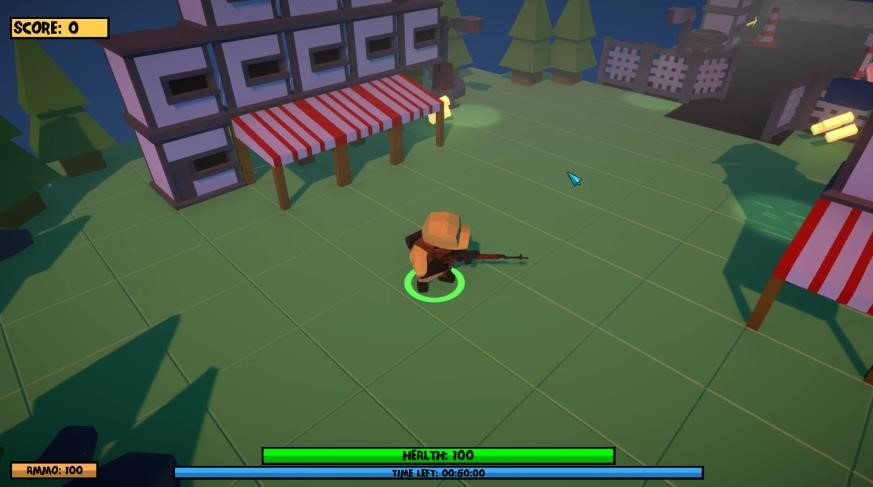 SCORE: 0
HEALTH: 100
AMMO: 100
TIME LEFT: 00:60:00